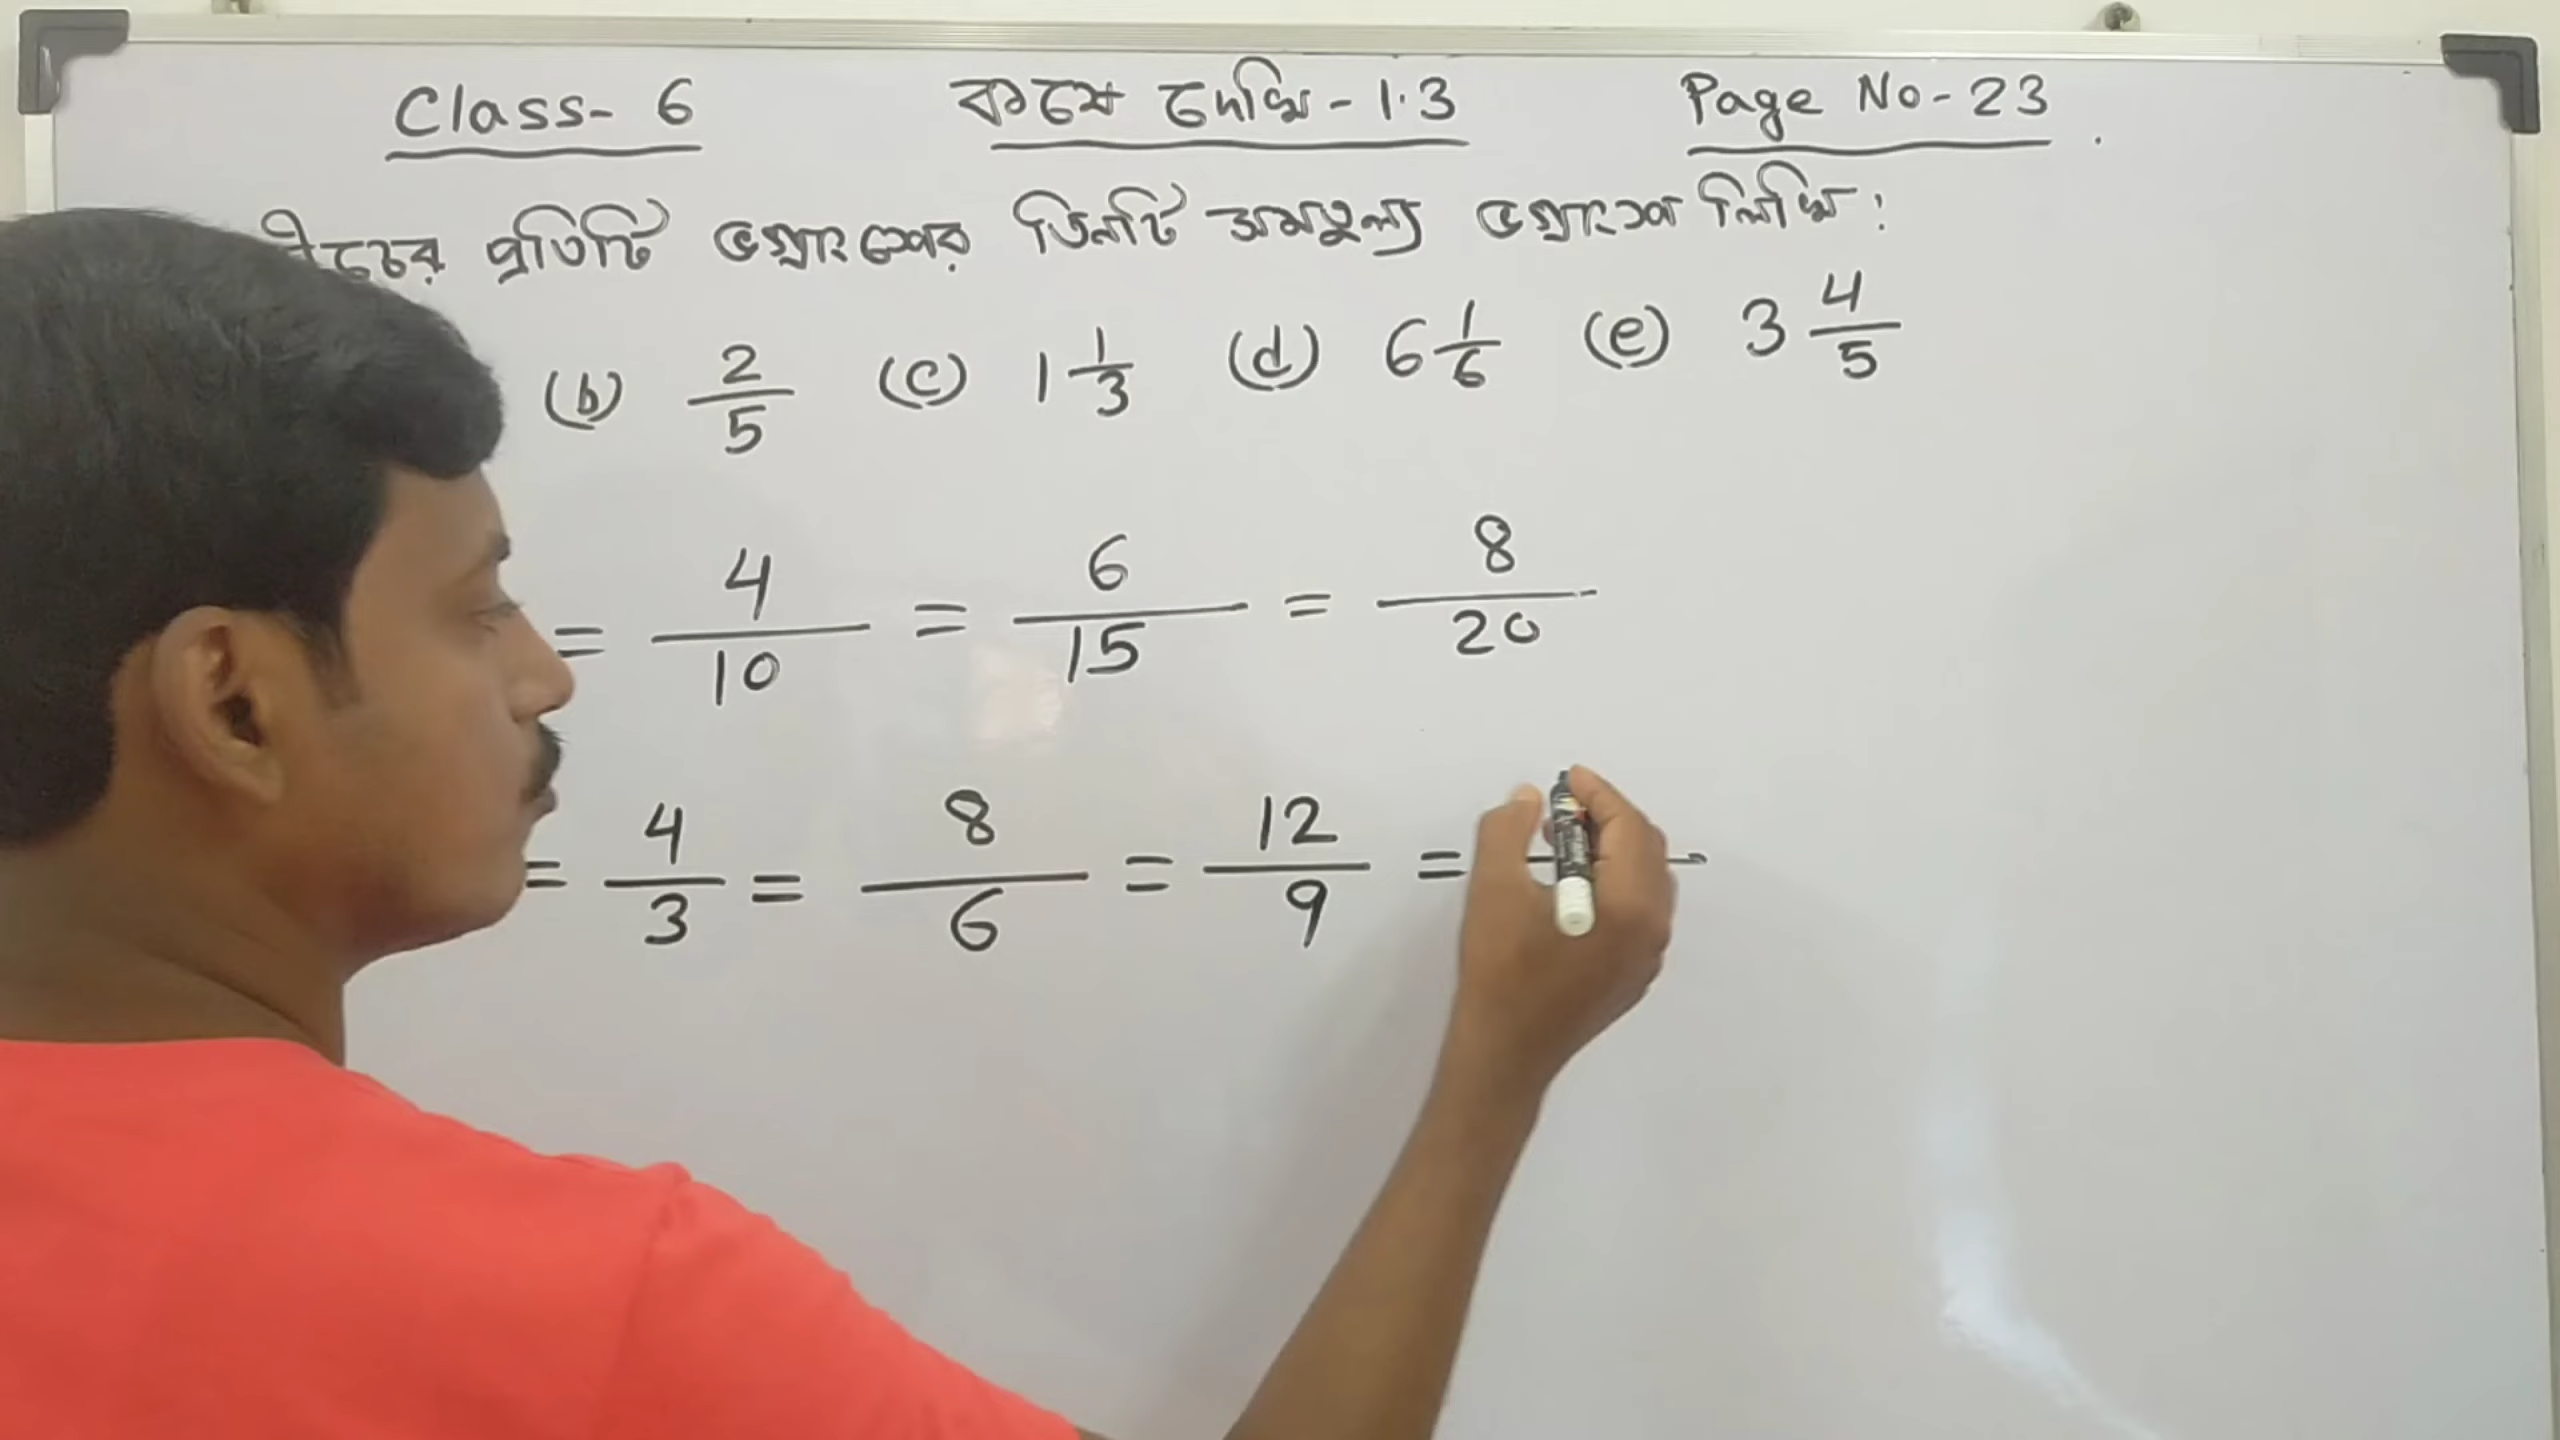 Class- 6 কষে দেখি - 1.3 Page No - 23
নীচের প্রতিটি ভগ্নাংশের তিনটি সমতুল্য ভগ্নাংশ লিখি :
(b) 2/5 (c) 1 1/3 (d) 6 1/6 (e) 3 4/5
= 4/10 = 6/15 = 8/20
= 4/3 = 8/6 = 12/9 =